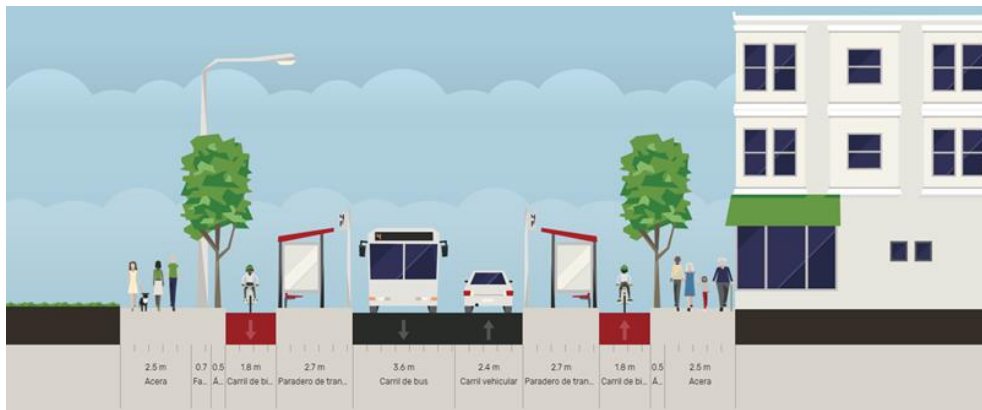 2.5 m
Acera
0.7
Fa...
0.5
Á...
1.8 m
Carril de bi...
2.7 m
Paradero de tran...
3.6 m
Carril de bus
2.4 m
Carril vehicular
2.7 m
Paradero de tran...
1.8 m
Carril de bi...
0.5
Á...
2.5 m
Acera